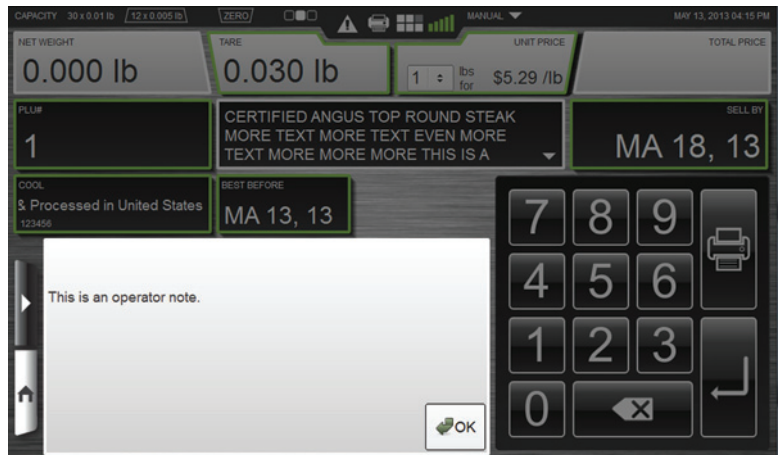 CAPACITY 30 x 0.01 lb 12 x 0.005 lb ZERO MANUAL MAY 13, 2013 04:15 PM
NET WEIGHT TARE UNIT PRICE TOTAL PRICE
0.000 lb 0.030 lb 1 lbs for $5.29 /lb
PLU# SELL BY
1 MA 18, 13
CERTIFIED ANGUS TOP ROUND STEAK
MORE TEXT MORE TEXT EVEN MORE
TEXT MORE MORE MORE THIS IS A
COOL BEST BEFORE
& Processed in United States MA 13, 13
123456
This is an operator note.
OK
7 8 9
4 5 6
1 2 3
0